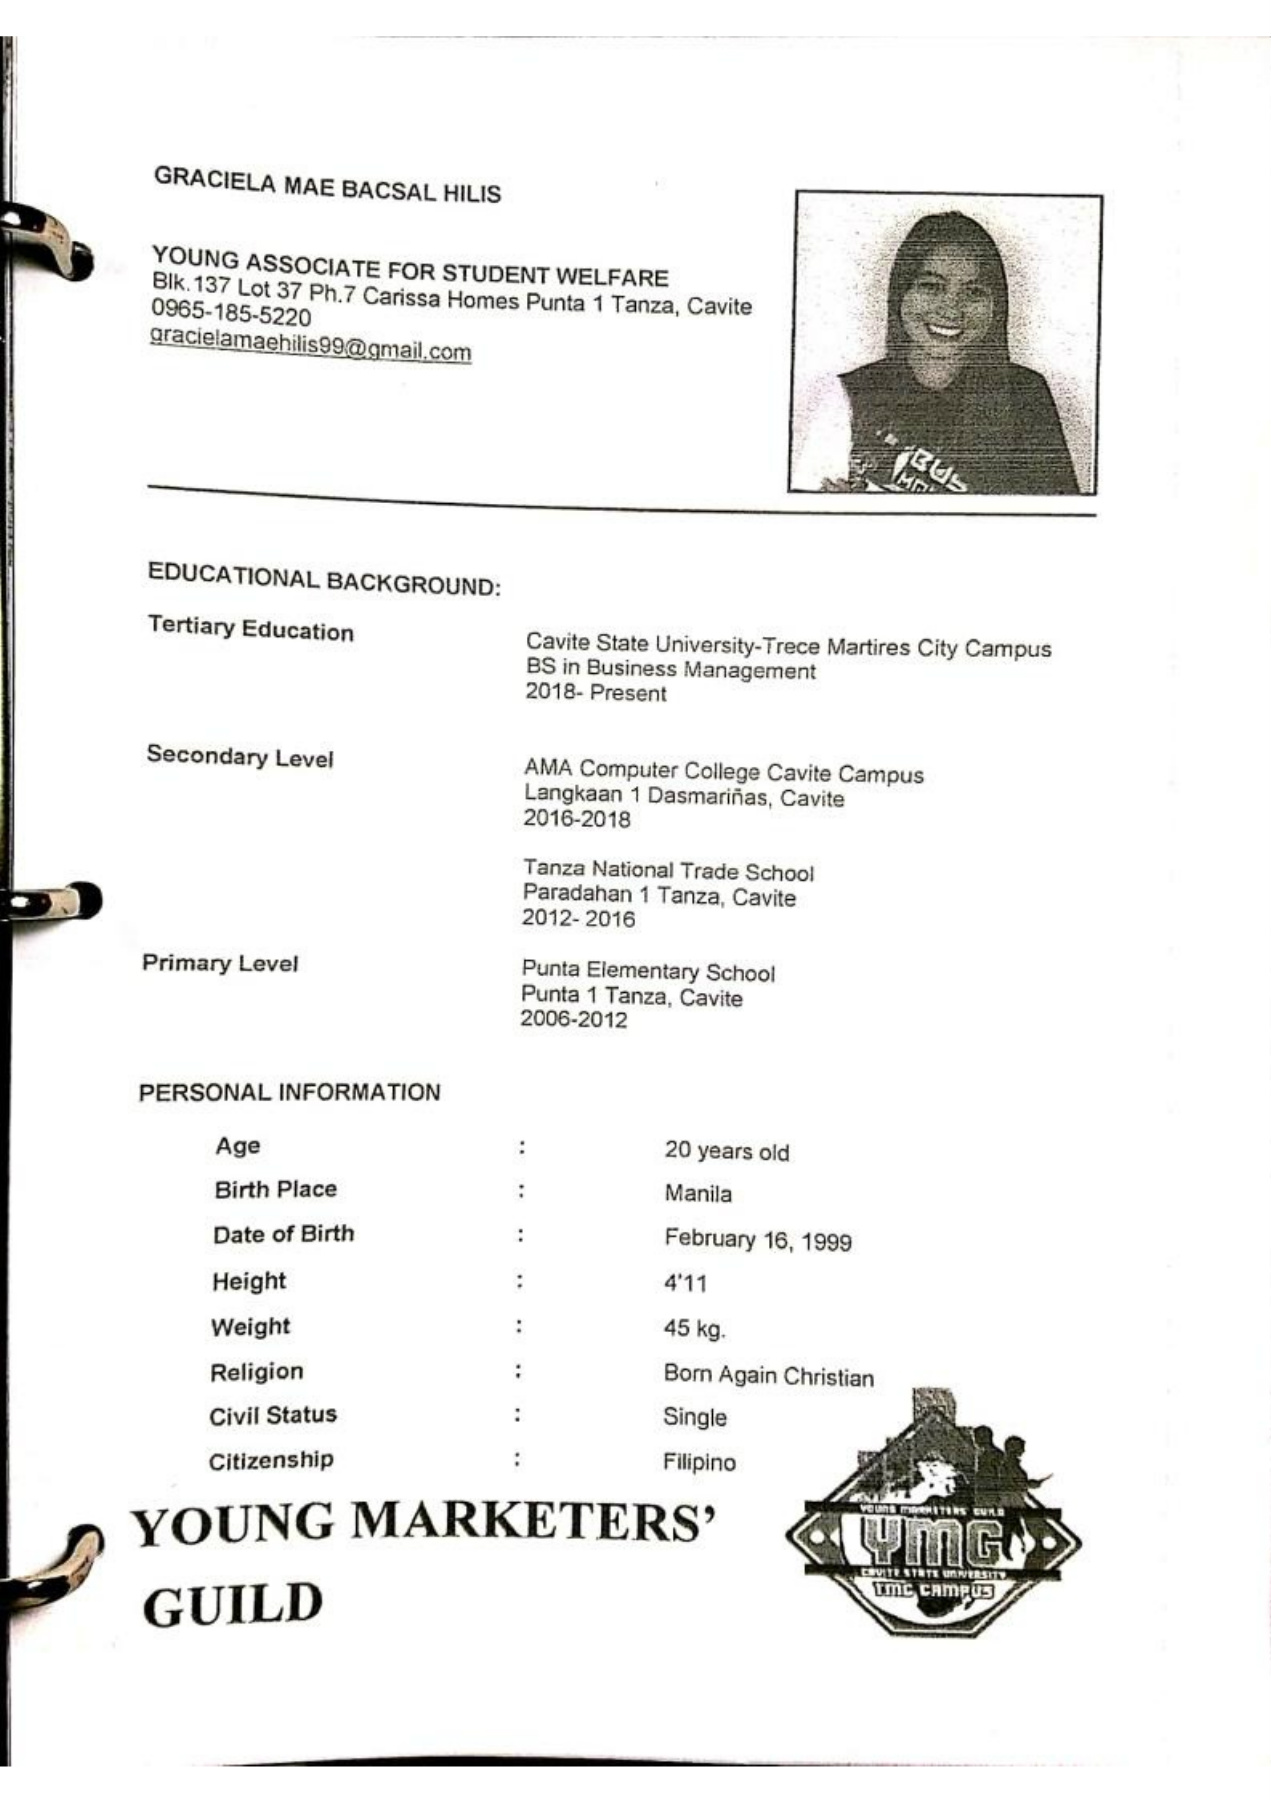 GRACIELA MAE BACSAL HILIS
YOUNG ASSOCIATE FOR STUDENT WELFARE
Blk.137 Lot 37 Ph.7 Carissa Homes Punta 1 Tanza, Cavite
0965-185-5220
gracielamaehilis99@gmail.com
BUS
EDUCATIONAL BACKGROUND:
Tertiary Education
Cavite State University-Trece Martires City Campus
BS in Business Management
2018- Present
Secondary Level
AMA Computer College Cavite Campus
Langkaan 1 Dasmariñas, Cavite
2016-2018
Tanza National Trade School
Paradahan 1 Tanza, Cavite
2012- 2016
Primary Level
Punta Elementary School
Punta 1 Tanza, Cavite
2006-2012
PERSONAL INFORMATION
Age : 20 years old
Birth Place : Manila
Date of Birth : February 16, 1999
Height : 4'11
Weight : 45 kg.
Religion : Born Again Christian
Civil Status : Single
Citizenship : Filipino
YOUNG MARKETERS'
GUILD
YOUNG MARKETERS GUILD
YMG
CAVITE STATE UNIVERSITY
TMC CAMPUS